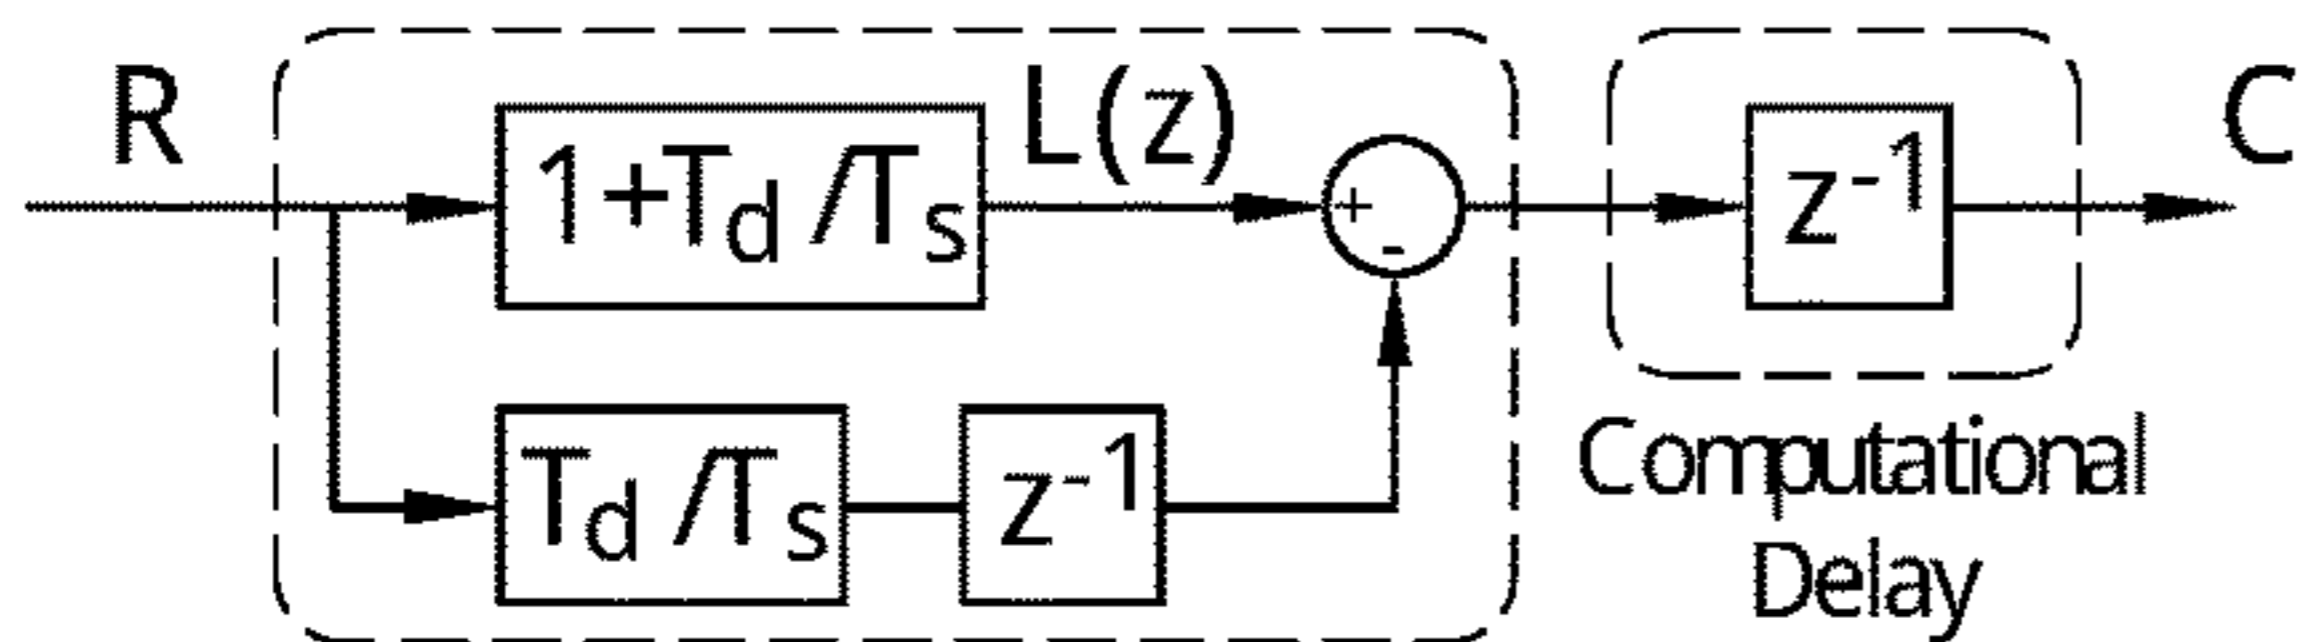 R
1+Td /Ts
L(z)
+
-
z-1
C
Td /Ts
z-1
Computational
Delay